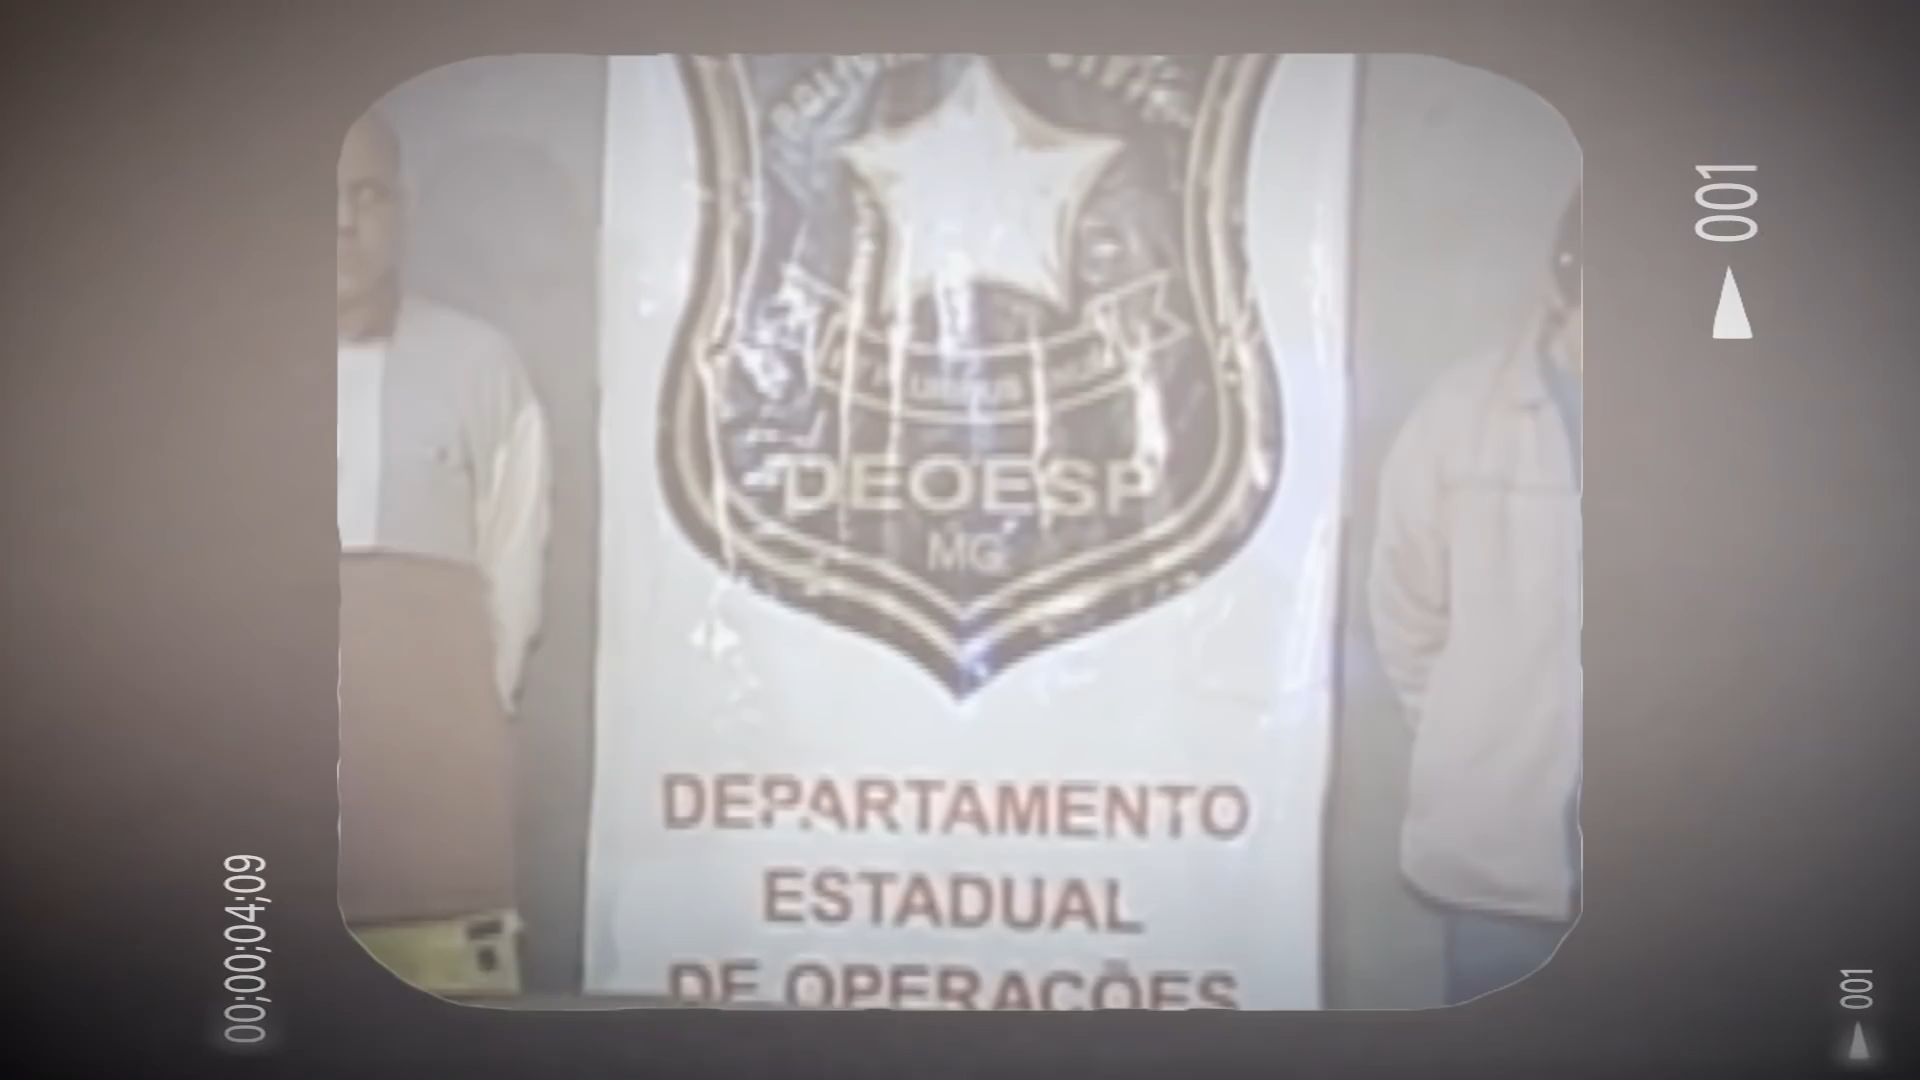 DEOESP
MG
DEPARTAMENTO
ESTADUAL
DE OPERAÇÕES
001
00;00;04;09
001